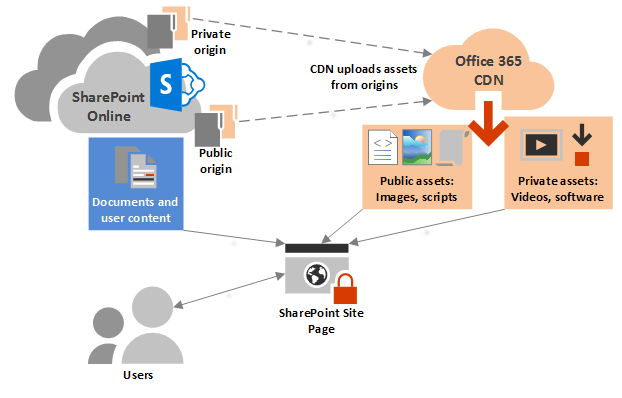 Private
origin
CDN uploads assets
from origins
Office 365
CDN
SharePoint
Online
S
Public
origin
Documents and
user content
Public assets:
Images, scripts
Private assets:
Videos, software
SharePoint Site
Page
Users